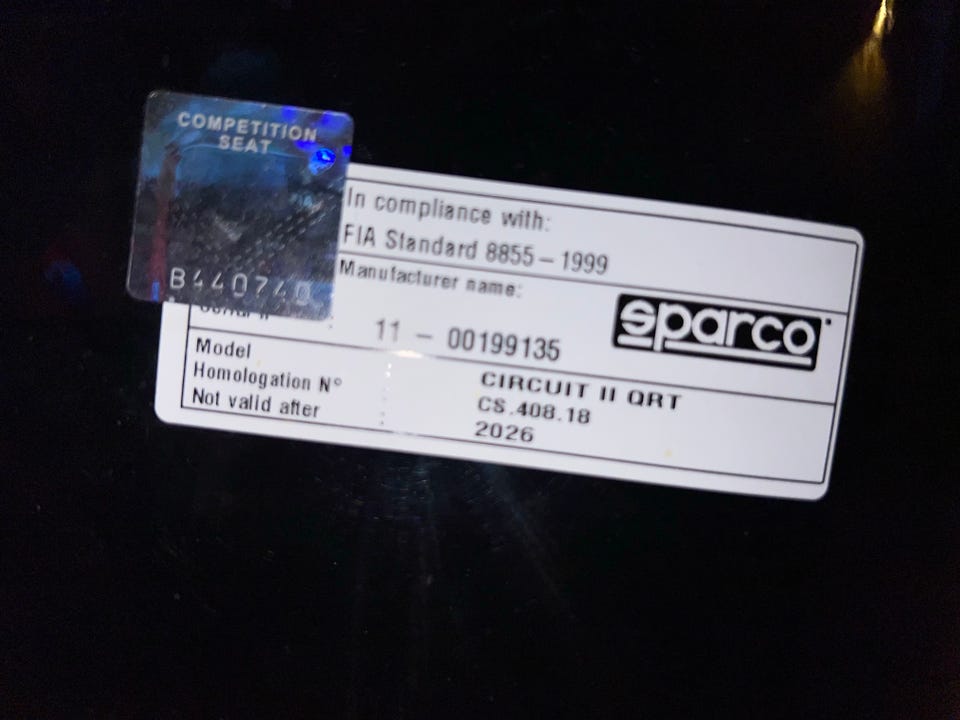 COMPETITION
SEAT
B440740
In compliance with:
FIA Standard 8855-1999
Manufacturer name:
sparco
Serial n° : 11 - 00199135
Model : CIRCUIT II QRT
Homologation N° : CS.408.18
Not valid after : 2026